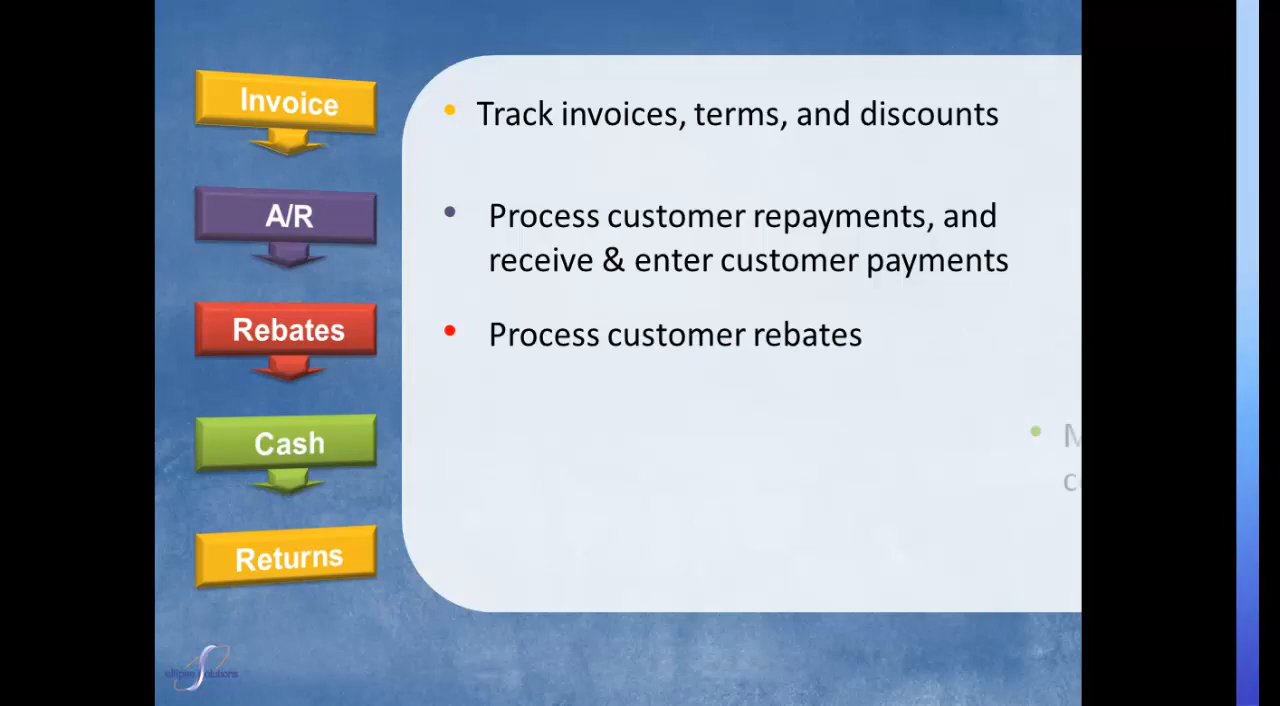 Invoice
• Track invoices, terms, and discounts
A/R
• Process customer repayments, and
receive & enter customer payments
Rebates
• Process customer rebates
Cash
Returns